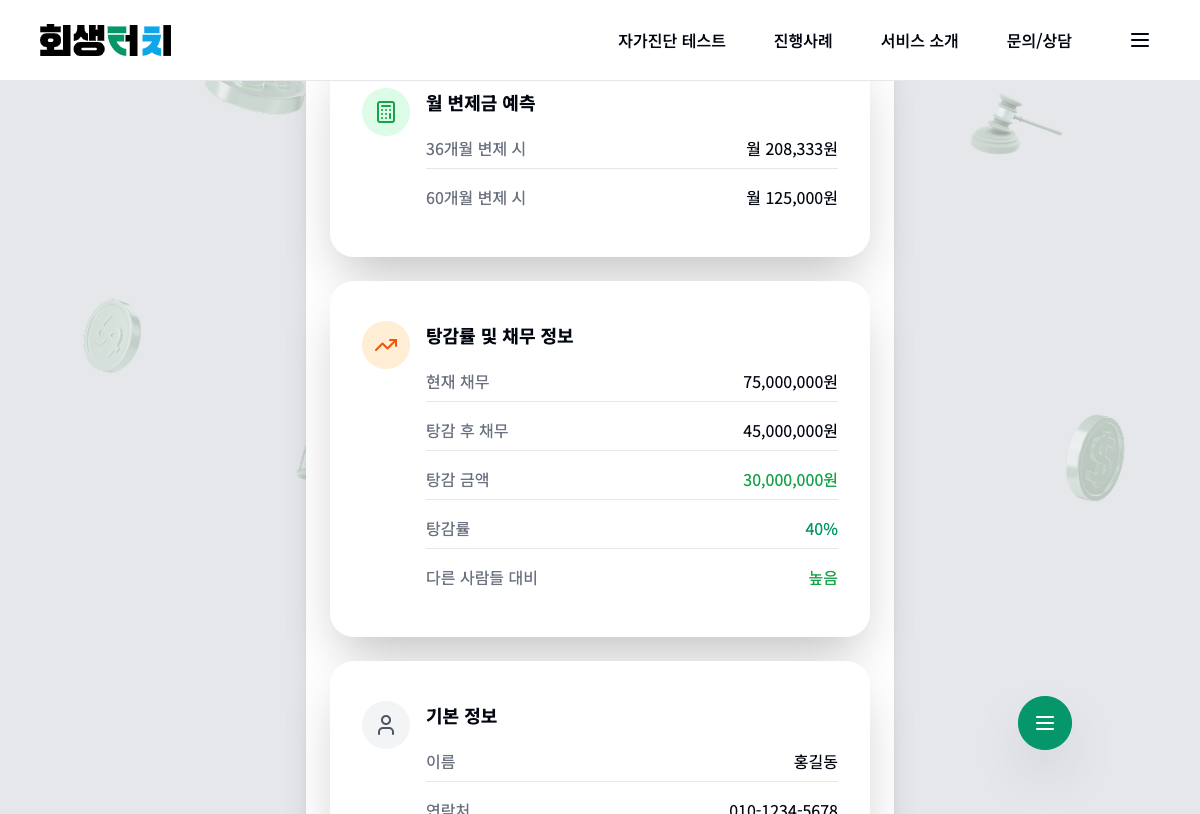 회생터치
자가진단 테스트 진행사례 서비스 소개 문의/상담
월 변제금 예측
36개월 변제 시 월 208,333원
60개월 변제 시 월 125,000원
탕감률 및 채무 정보
현재 채무 75,000,000원
탕감 후 채무 45,000,000원
탕감 금액 30,000,000원
탕감률 40%
다른 사람들 대비 높음
기본 정보
이름 홍길동
연락처 010-1234-5678